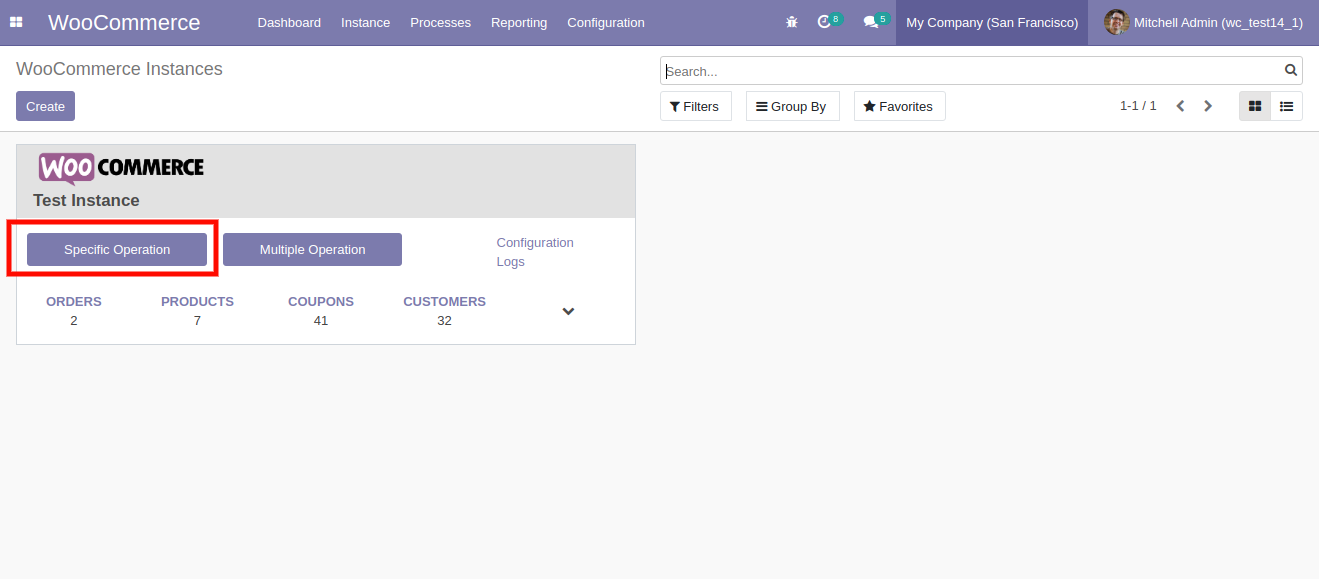 WooCommerce Dashboard Instance Processes Reporting Configuration 8 5 My Company (San Francisco) Mitchell Admin (wc_test14_1)
WooCommerce Instances
Search...
Create
Filters Group By Favorites 1-1 / 1
WOO COMMERCE
Test Instance
Specific Operation Multiple Operation
Configuration
Logs
ORDERS PRODUCTS COUPONS CUSTOMERS
2 7 41 32